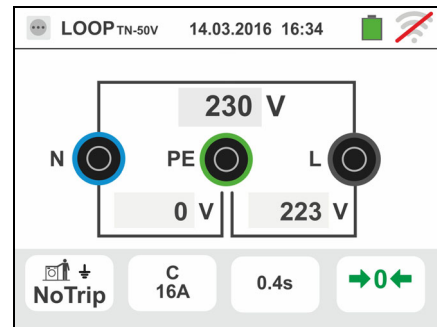 LOOP TN-50V 14.03.2016 16:34
230 V
N PE L
0 V 223 V
NoTrip C 16A 0.4s →0←